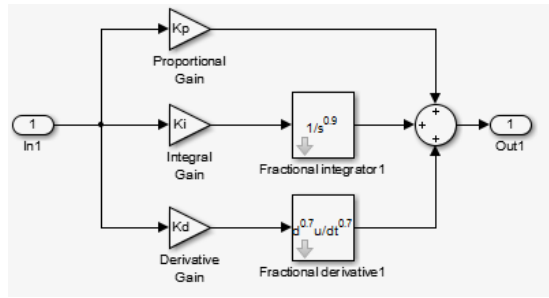 Kp
Proportional
Gain
1
In1
Ki
Integral
Gain
1/s^0.9
Fractional integrator1
+
+
+
1
Out1
Kd
Derivative
Gain
d^0.7u/dt^0.7
Fractional derivative1